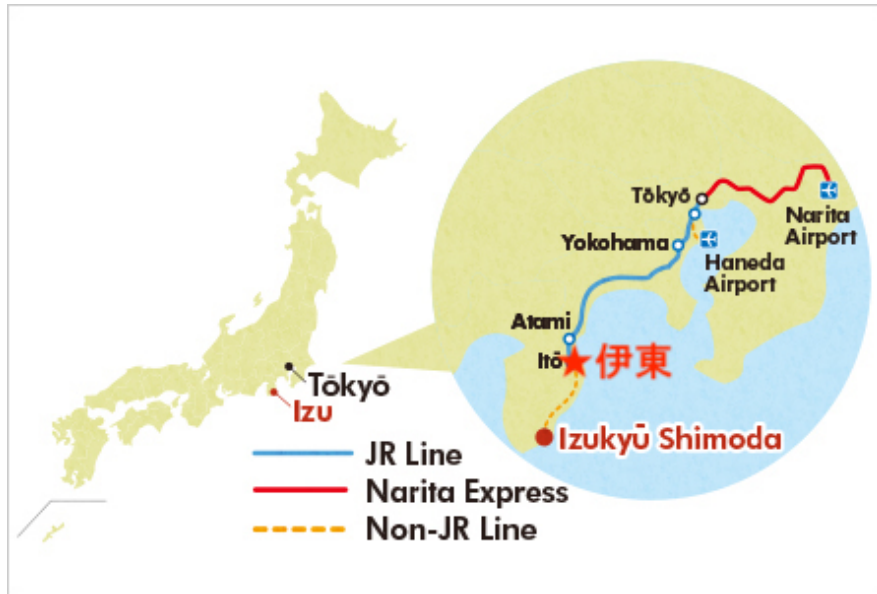 Tōkyō
Izu
JR Line
Narita Express
Non-JR Line
Tōkyō
Narita
Airport
Yokohama
Haneda
Airport
Atami
Itō
伊東
Izukyū Shimoda